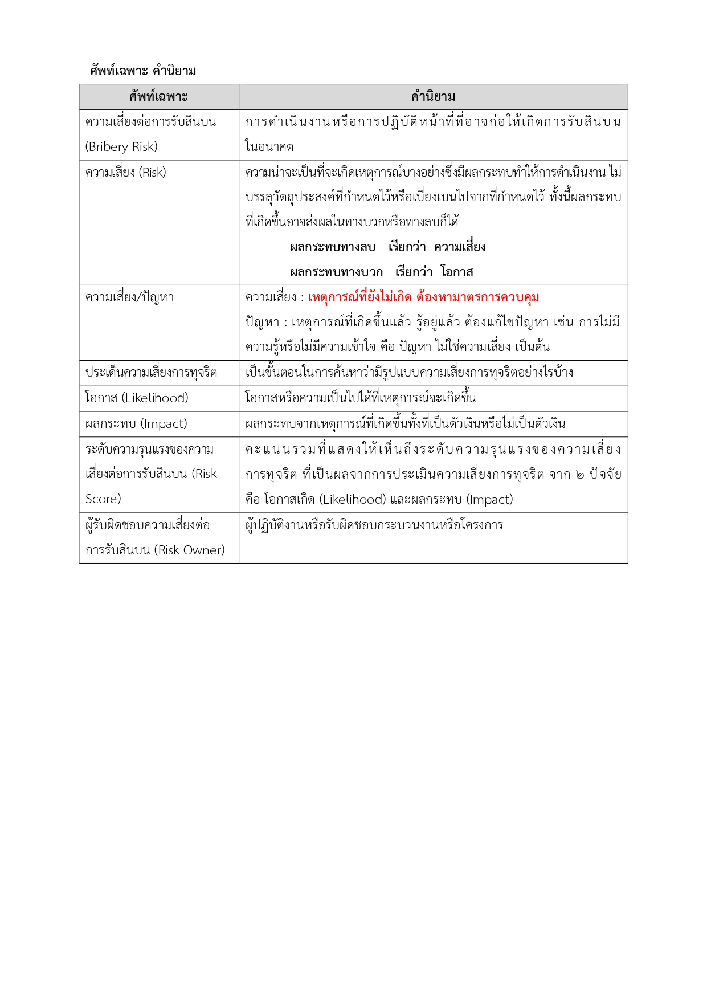 ศัพท์เฉพาะ คำนิยาม
ศัพท์เฉพาะ
คำนิยาม
ความเสี่ยงต่อการรับสินบน
(Bribery Risk)
การดำเนินงานหรือการปฏิบัติหน้าที่ที่อาจก่อให้เกิดการรับสินบน
ในอนาคต
ความเสี่ยง (Risk)
ความน่าจะเป็นที่จะเกิดเหตุการณ์บางอย่างซึ่งมีผลกระทบทำให้การดำเนินงาน ไม่
บรรลุวัตถุประสงค์ที่กำหนดไว้หรือเบี่ยงเบนไปจากที่กำหนดไว้ ทั้งนี้ผลกระทบ
ที่เกิดขึ้นอาจส่งผลในทางบวกหรือทางลบก็ได้
ผลกระทบทางลบ เรียกว่า ความเสี่ยง
ผลกระทบทางบวก เรียกว่า โอกาส
ความเสี่ยง/ปัญหา
ความเสี่ยง : เหตุการณ์ที่ยังไม่เกิด ต้องหามาตรการควบคุม
ปัญหา : เหตุการณ์ที่เกิดขึ้นแล้ว รู้อยู่แล้ว ต้องแก้ไขปัญหา เช่น การไม่มี
ความรู้หรือไม่มีความเข้าใจ คือ ปัญหา ไม่ใช่ความเสี่ยง เป็นต้น
ประเด็นความเสี่ยงการทุจริต
เป็นขั้นตอนในการค้นหาว่ามีรูปแบบความเสี่ยงการทุจริตอย่างไรบ้าง
โอกาส (Likelihood)
โอกาสหรือความเป็นไปได้ที่เหตุการณ์จะเกิดขึ้น
ผลกระทบ (Impact)
ผลกระทบจากเหตุการณ์ที่เกิดขึ้นทั้งที่เป็นตัวเงินหรือไม่เป็นตัวเงิน
ระดับความรุนแรงของความ
เสี่ยงต่อการรับสินบน (Risk
Score)
คะแนนรวมที่แสดงให้เห็นถึงระดับความรุนแรงของความเสี่ยง
การทุจริต ที่เป็นผลจากการประเมินความเสี่ยงการทุจริต จาก ๒ ปัจจัย
คือ โอกาสเกิด (Likelihood) และผลกระทบ (Impact)
ผู้รับผิดชอบความเสี่ยงต่อ
การรับสินบน (Risk Owner)
ผู้ปฏิบัติงานหรือรับผิดชอบกระบวนงานหรือโครงการ